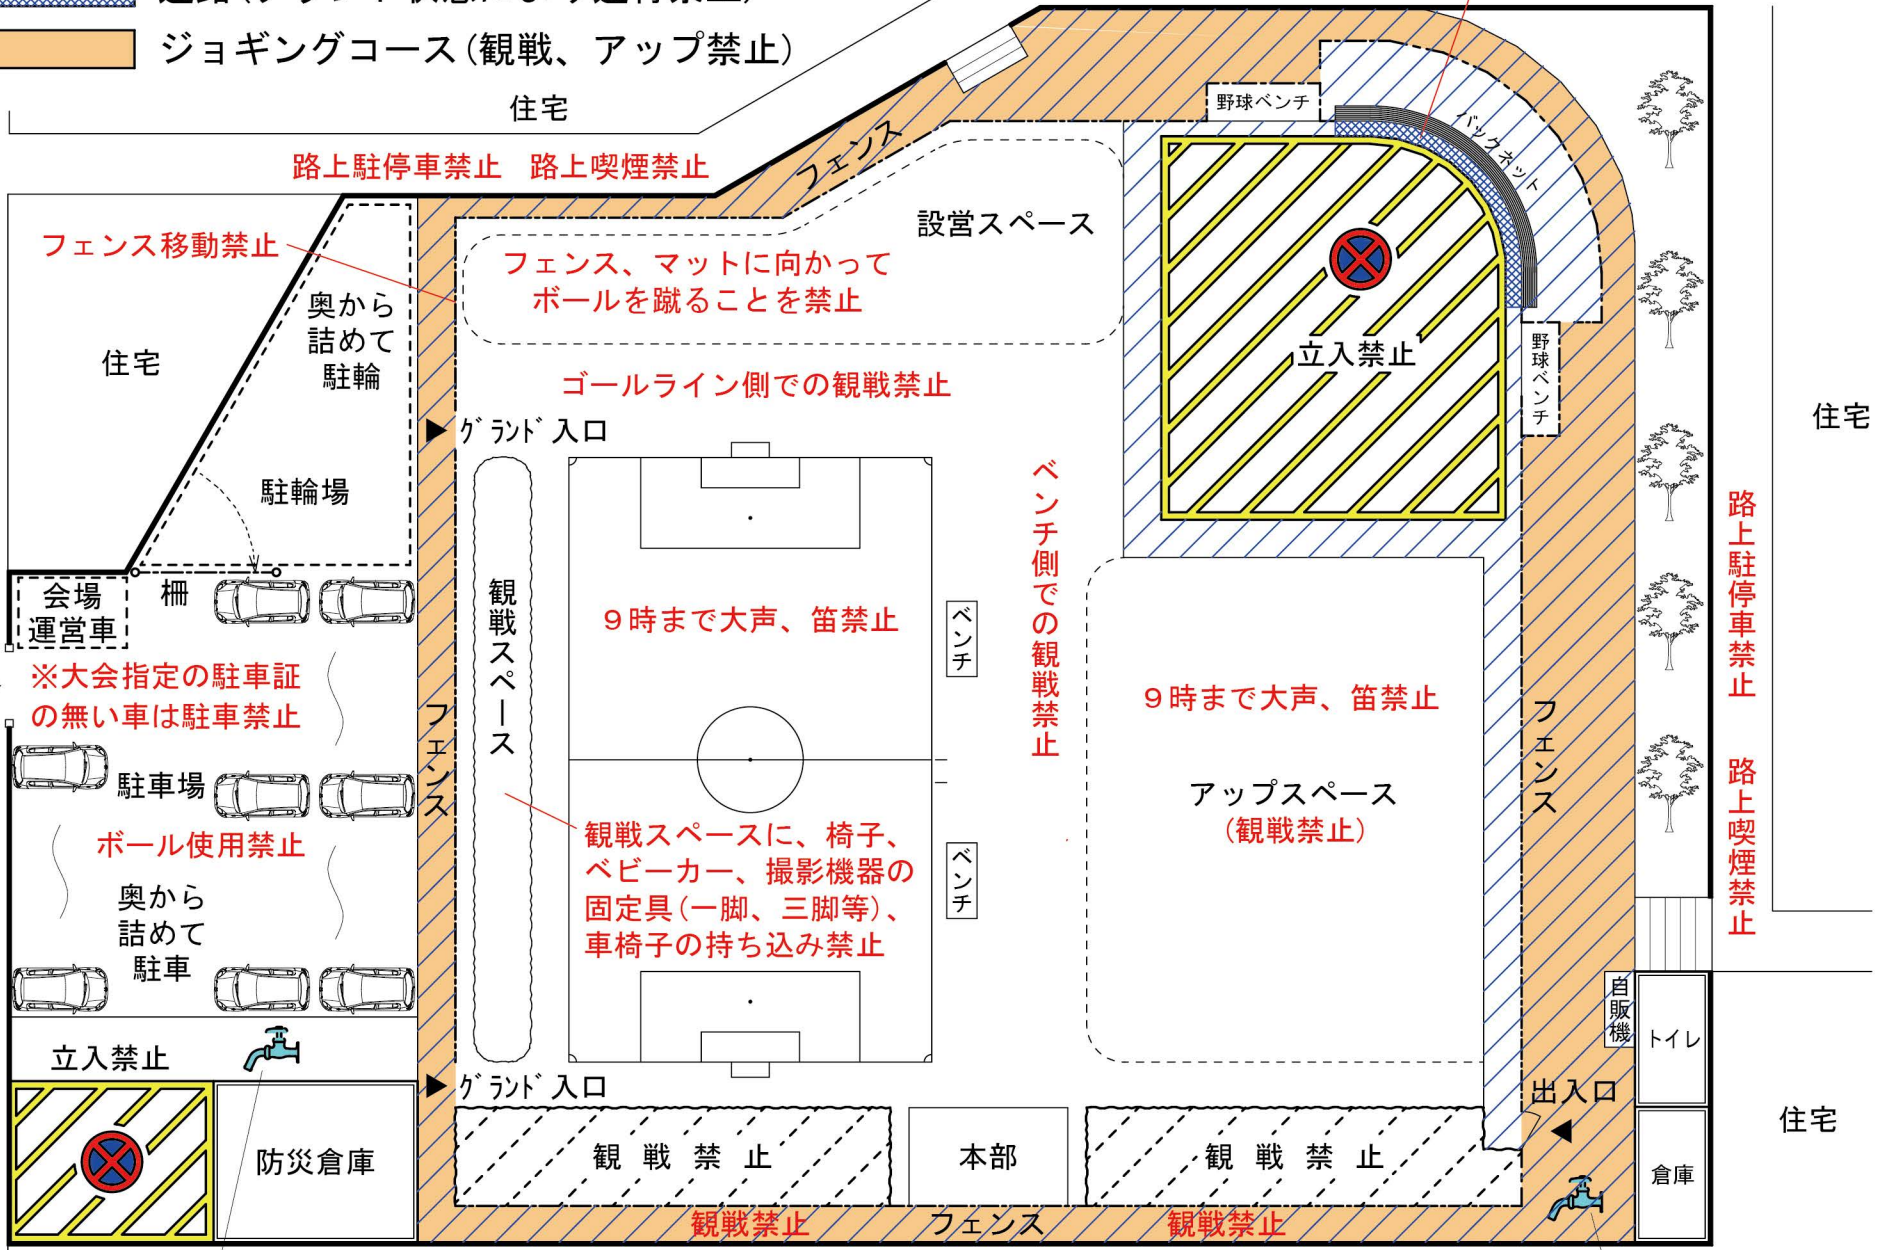 ジョギングコース(観戦、アップ禁止)
住宅
路上駐停車禁止　路上喫煙禁止
フェンス
野球ベンチ
バックネット
設営スペース
フェンス移動禁止
フェンス、マットに向かって
ボールを蹴ることを禁止
奥から
詰めて
駐輪
住宅
立入禁止
野球ベンチ
ゴールライン側での観戦禁止
住宅
ｸﾞﾗﾝﾄﾞ入口
駐輪場
ベンチ側での観戦禁止
路上駐停車禁止
会場
運営車
柵
観戦スペース
９時まで大声、笛禁止
ベンチ
※大会指定の駐車証
の無い車は駐車禁止
９時まで大声、笛禁止
フェンス
フェンス
駐車場
アップスペース
(観戦禁止)
路上喫煙禁止
ボール使用禁止
観戦スペースに、椅子、
ベビーカー、撮影機器の
固定具(一脚、三脚等)、
車椅子の持ち込み禁止
ベンチ
奥から
詰めて
駐車
自販機
トイレ
立入禁止
ｸﾞﾗﾝﾄﾞ入口
出入口
住宅
防災倉庫
観戦禁止
本部
観戦禁止
倉庫
観戦禁止
フェンス
観戦禁止